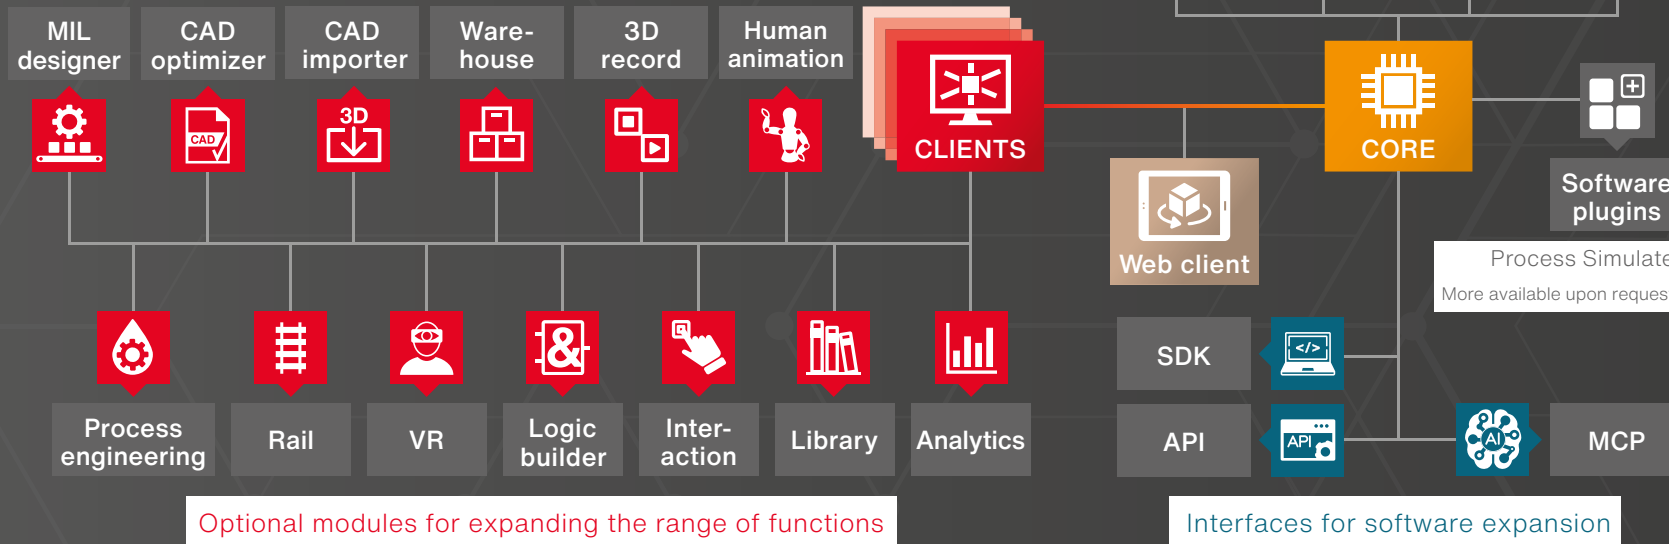 MIL designer
CAD optimizer
CAD importer
Ware-
house
3D record
Human animation
CLIENTS
CORE
Software plugins
Process Simulate
More available upon reques
Web client
CAD
3D
Process engineering
Rail
VR
&
Logic builder
Inter-
action
Library
Analytics
SDK
</>
API
API
AI
MCP
Optional modules for expanding the range of functions
Interfaces for software expansion